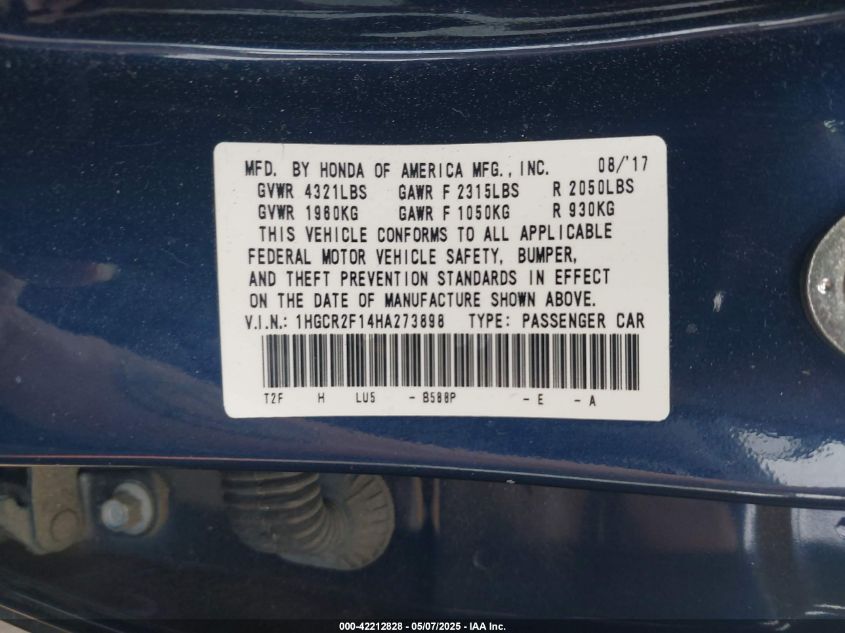 MFD. BY HONDA OF AMERICA MFG., INC. 08/'17
GVWR 4321LBS GAWR F 2315LBS R 2050LBS
GVWR 1960KG GAWR F 1050KG R 930KG
THIS VEHICLE CONFORMS TO ALL APPLICABLE
FEDERAL MOTOR VEHICLE SAFETY, BUMPER,
AND THEFT PREVENTION STANDARDS IN EFFECT
ON THE DATE OF MANUFACTURE SHOWN ABOVE.
V.I.N.: 1HGCR2F14HA273898 TYPE: PASSENGER CAR
T2F H LU5 - B588P - E - A
000-42212828 - 05/07/2025 - IAA Inc.